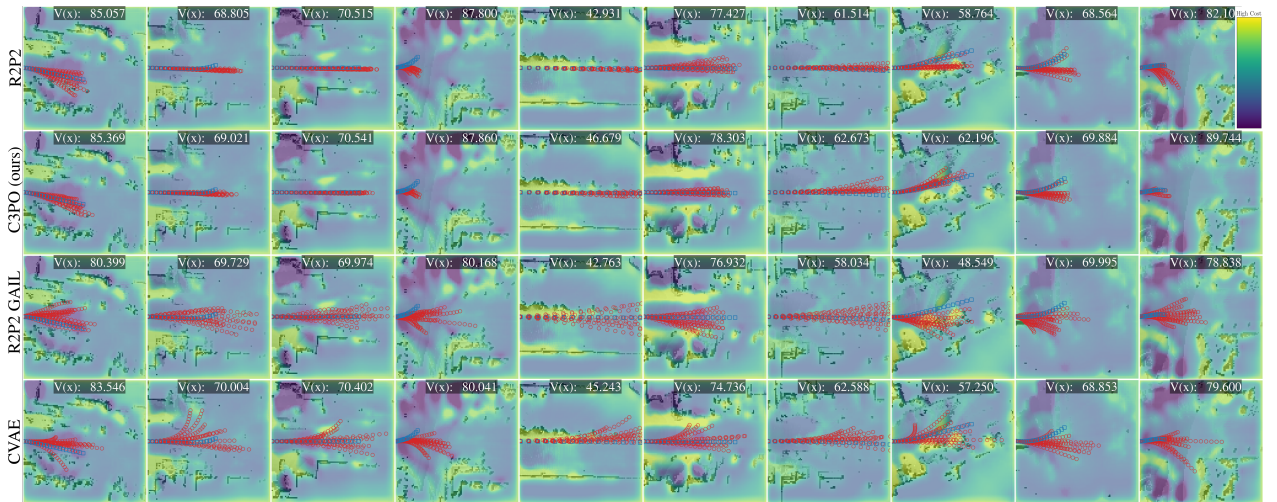 High Cost
R2P2
V(x): 85.057
V(x): 68.805
V(x): 70.515
V(x): 87.800
V(x): 42.931
V(x): 77.427
V(x): 61.514
V(x): 58.764
V(x): 68.564
V(x): 82.10
C3PO (ours)
V(x): 85.369
V(x): 69.021
V(x): 70.541
V(x): 87.860
V(x): 46.679
V(x): 78.303
V(x): 62.673
V(x): 62.196
V(x): 69.884
V(x): 89.744
R2P2 GAIL
V(x): 80.399
V(x): 69.729
V(x): 69.974
V(x): 80.168
V(x): 42.763
V(x): 76.932
V(x): 58.034
V(x): 48.549
V(x): 69.995
V(x): 78.838
CVAE
V(x): 83.546
V(x): 70.004
V(x): 70.402
V(x): 80.041
V(x): 45.243
V(x): 74.736
V(x): 62.588
V(x): 57.250
V(x): 68.853
V(x): 79.600